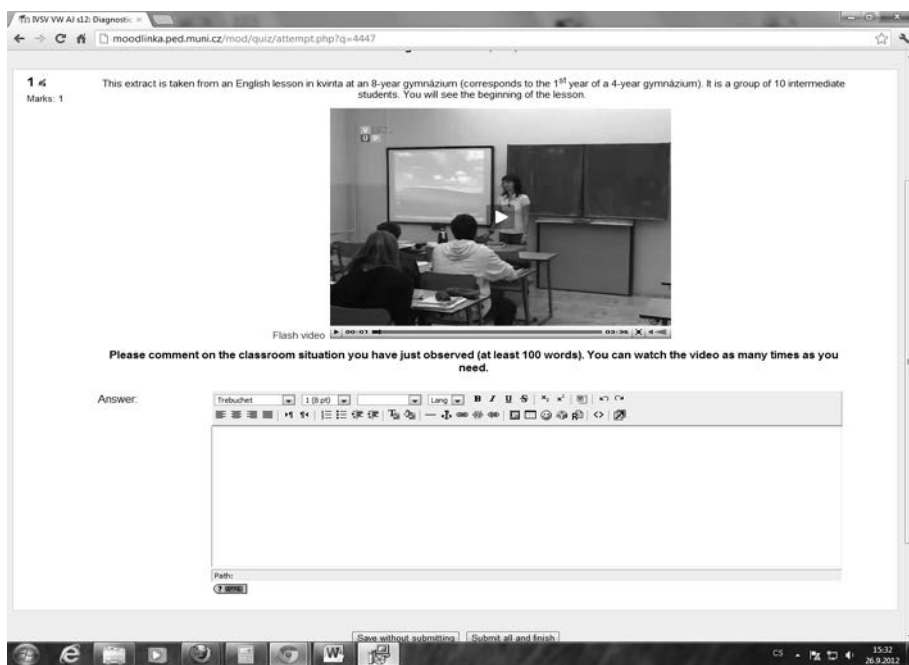 IVSV VW AJ s12: Diagnostic
moodlinka.ped.muni.cz/mod/quiz/attempt.php?q=4447
1
Marks: 1
This extract is taken from an English lesson in kvinta at an 8-year gymnázium (corresponds to the 1st year of a 4-year gymnázium). It is a group of 10 intermediate
students. You will see the beginning of the lesson.
V
U P
Flash video
00:01
03:36
Please comment on the classroom situation you have just observed (at least 100 words). You can watch the video as many times as you
need.
Answer:
Trebuchet 1 (8 pt) Lang B I U S
Path:
Save without submitting Submit all and finish
W
CS 15:32
26.9.2012